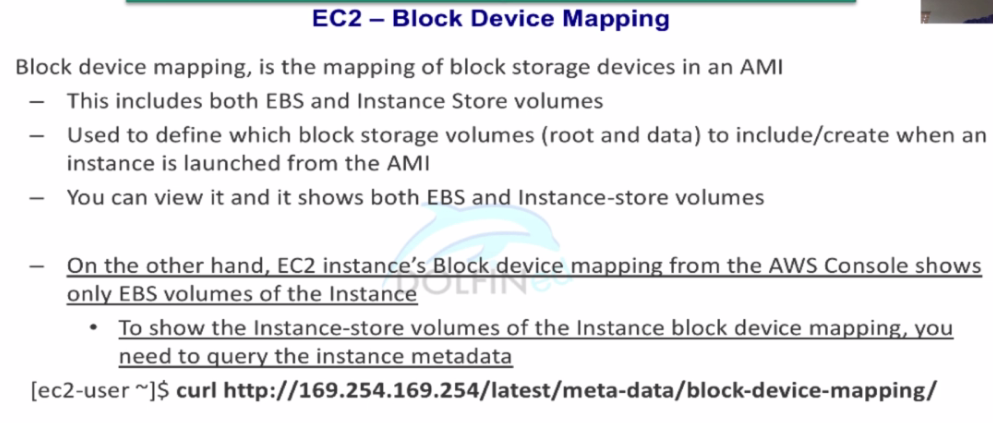 EC2 – Block Device Mapping
Block device mapping, is the mapping of block storage devices in an AMI
– This includes both EBS and Instance Store volumes
– Used to define which block storage volumes (root and data) to include/create when an
instance is launched from the AMI
– You can view it and it shows both EBS and Instance-store volumes
– On the other hand, EC2 instance’s Block device mapping from the AWS Console shows
only EBS volumes of the Instance
• To show the Instance-store volumes of the Instance block device mapping, you
need to query the instance metadata
[ec2-user ~]$ curl http://169.254.169.254/latest/meta-data/block-device-mapping/